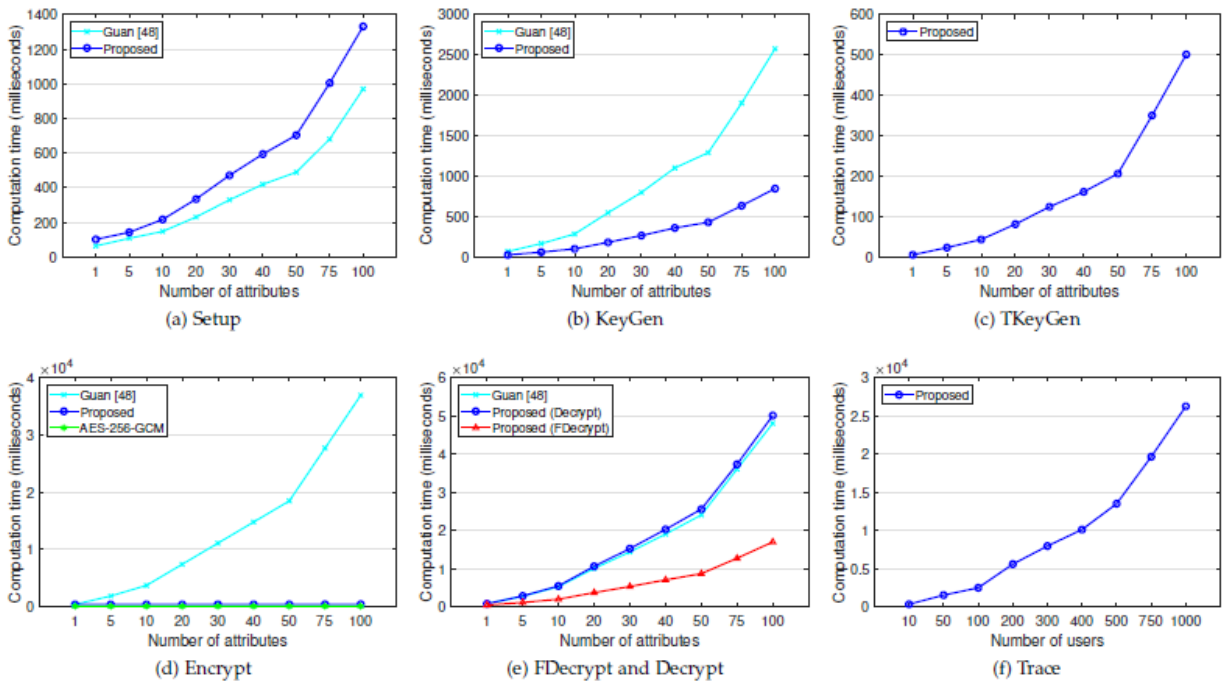 Guan [48]
Proposed
Computation time (milliseconds)
1400
1200
1000
800
600
400
200
0
1 5 10 20 30 40 50 75 100
Number of attributes
(a) Setup
Guan [48]
Proposed
Computation time (milliseconds)
3000
2500
2000
1500
1000
500
0
1 5 10 20 30 40 50 75 100
Number of attributes
(b) KeyGen
Proposed
Computation time (milliseconds)
600
500
400
300
200
100
0
1 5 10 20 30 40 50 75 100
Number of attributes
(c) TKeyGen
×10⁴
Guan [48]
Proposed
AES-256-GCM
Computation time (milliseconds)
4
3
2
1
0
1 5 10 20 30 40 50 75 100
Number of attributes
(d) Encrypt
×10⁴
Guan [48]
Proposed (Decrypt)
Proposed (FDecrypt)
Computation time (milliseconds)
6
5
4
3
2
1
0
1 5 10 20 30 40 50 75 100
Number of attributes
(e) FDecrypt and Decrypt
×10⁴
Proposed
Computation time (milliseconds)
3
2.5
2
1.5
1
0.5
0
10 50 100 200 300 400 500 750 1000
Number of users
(f) Trace